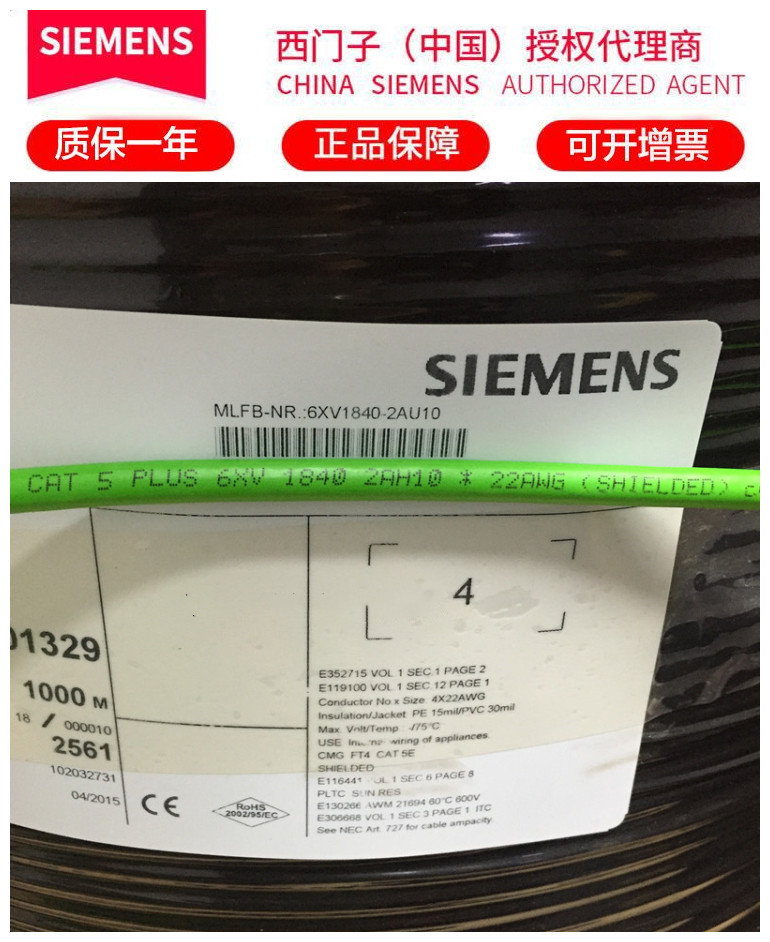 SIEMENS
西门子（中国）授权代理商
CHINA SIEMENS AUTHORIZED AGENT
质保一年
正品保障
可开增票
SIEMENS
MLFB-NR.:6XV1840-2AU10
CAT 5 PLUS 6XV 1840 2AH10 * 22AWG (SHIELDED)
4
01329
1000 M
18 / 000010
2561
102032731
04/2015
CE
RoHS
2002/95/EC
E352715 VOL 1 SEC.1 PAGE 2
E119100 VOL 1 SEC 12 PAGE 1
Conductor No x Size 4X22AWG
Insulation/Jacket PE 15mil/PVC 30mil
Max. Volt/Temp -/75°C
USE wiring of appliances.
CMG FT4 CAT 5E
SHIELDED
E116441 1 SEC 6 PAGE 8
PLTC SUN RES
E130266 AWM 21694 60°C 600V
E306668 VOL 1 SEC 3 PAGE 1 ITC
See NEC Art. 727 for cable ampacity.